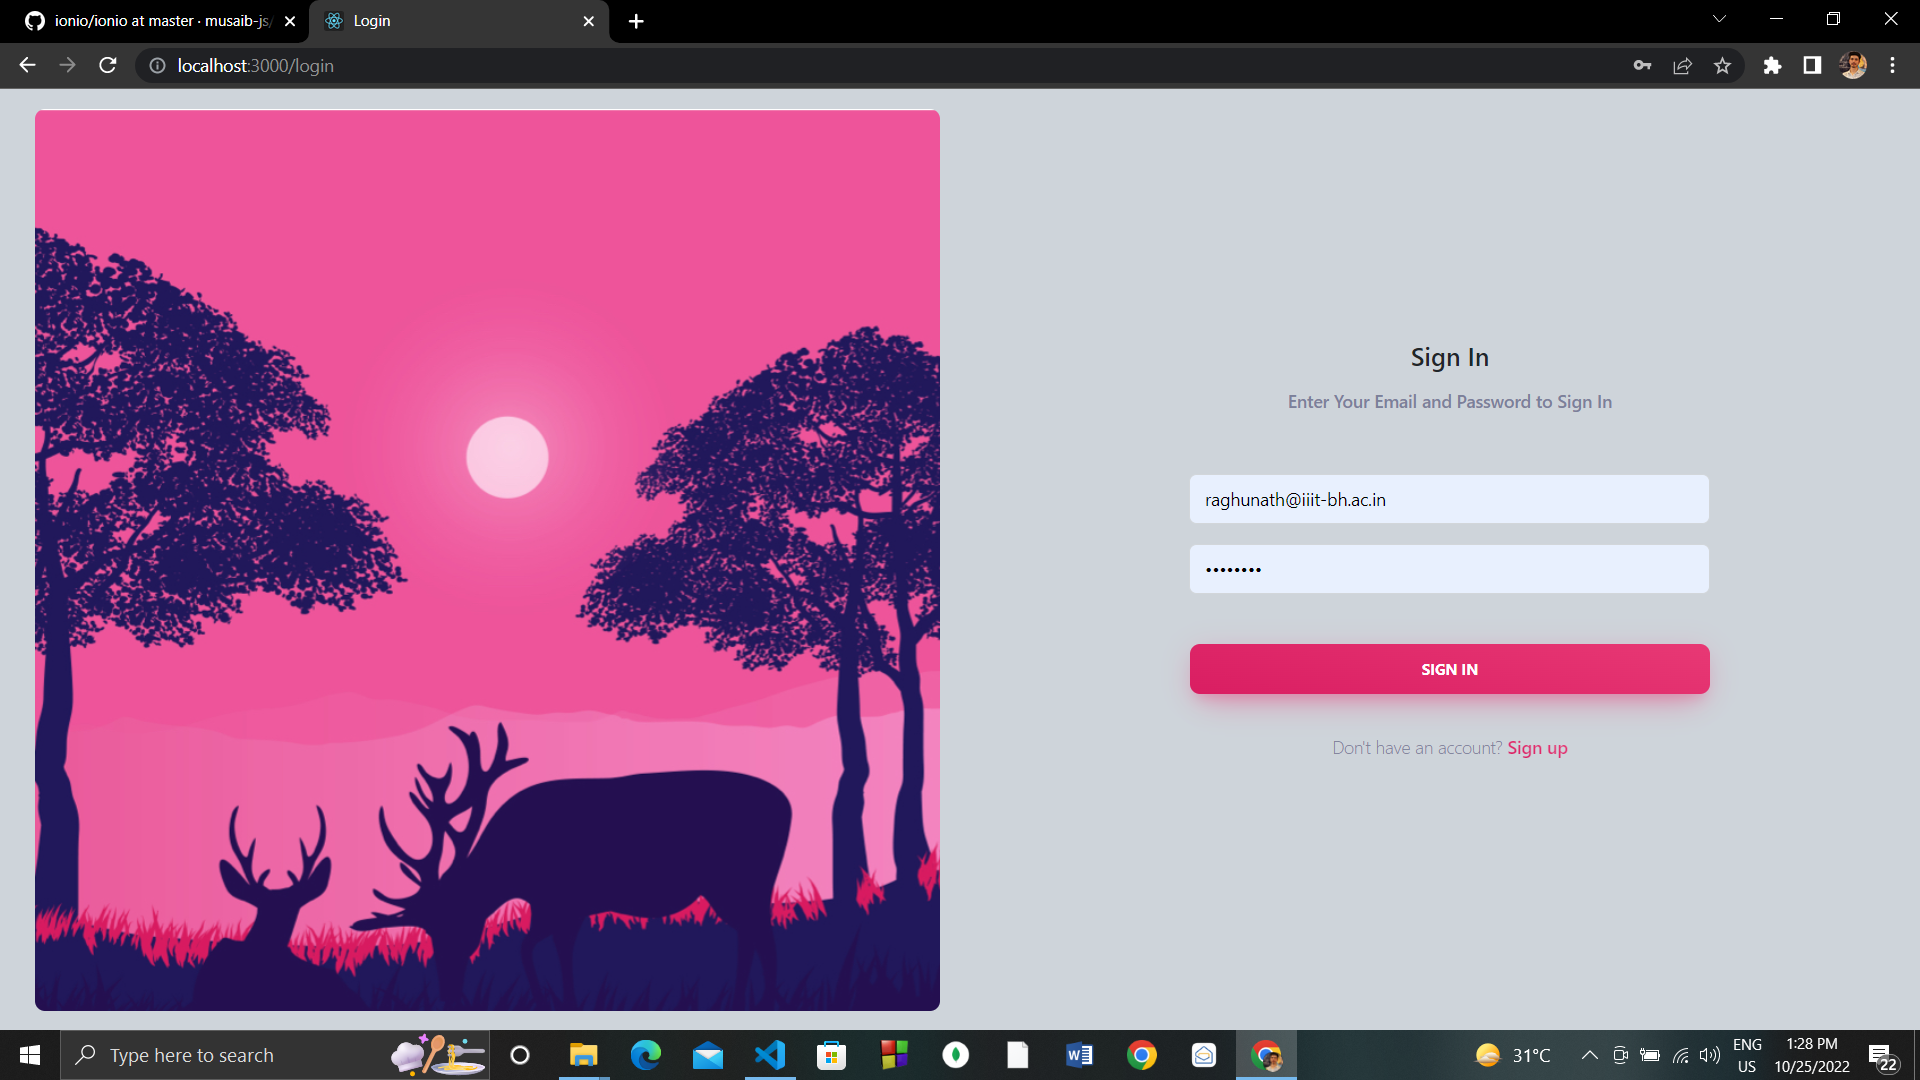 ionio/ionio at master · musaib-js/
Login
localhost:3000/login
Sign In
Enter Your Email and Password to Sign In
raghunath@iiit-bh.ac.in
••••••••
SIGN IN
Don't have an account? Sign up
Type here to search
31°C
ENG
US
1:28 PM
10/25/2022
22